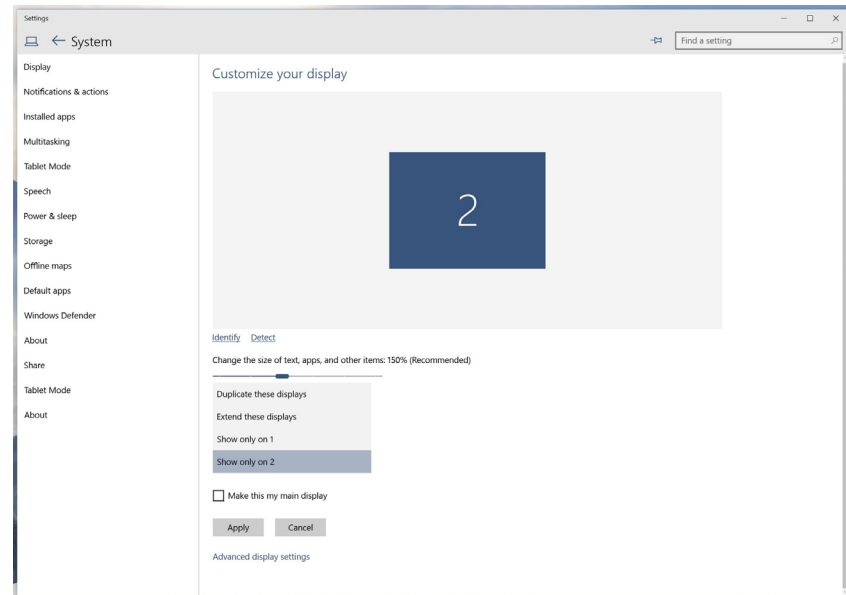 Settings
System
Find a setting
Display
Notifications & actions
Installed apps
Multitasking
Tablet Mode
Speech
Power & sleep
Storage
Offline maps
Default apps
Windows Defender
About
Share
Tablet Mode
About
Customize your display
2
Identify Detect
Change the size of text, apps, and other items: 150% (Recommended)
Duplicate these displays
Extend these displays
Show only on 1
Show only on 2
Make this my main display
Apply Cancel
Advanced display settings